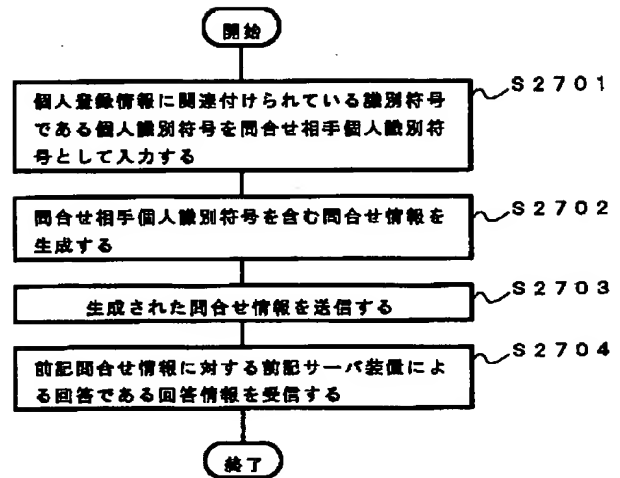 開始
個人登録情報に関連付けられている識別符号
S2701
である個人識別符号を問合せ相手個人識別符
号として入力する
問合せ相手個人識別符号を含む問合せ情報を
S2702
生成する
生成された問合せ情報を送信する
S2703
前記問合せ情報に対する前記サーバ装置によ
S2704
る回答である回答情報を受信する
終了